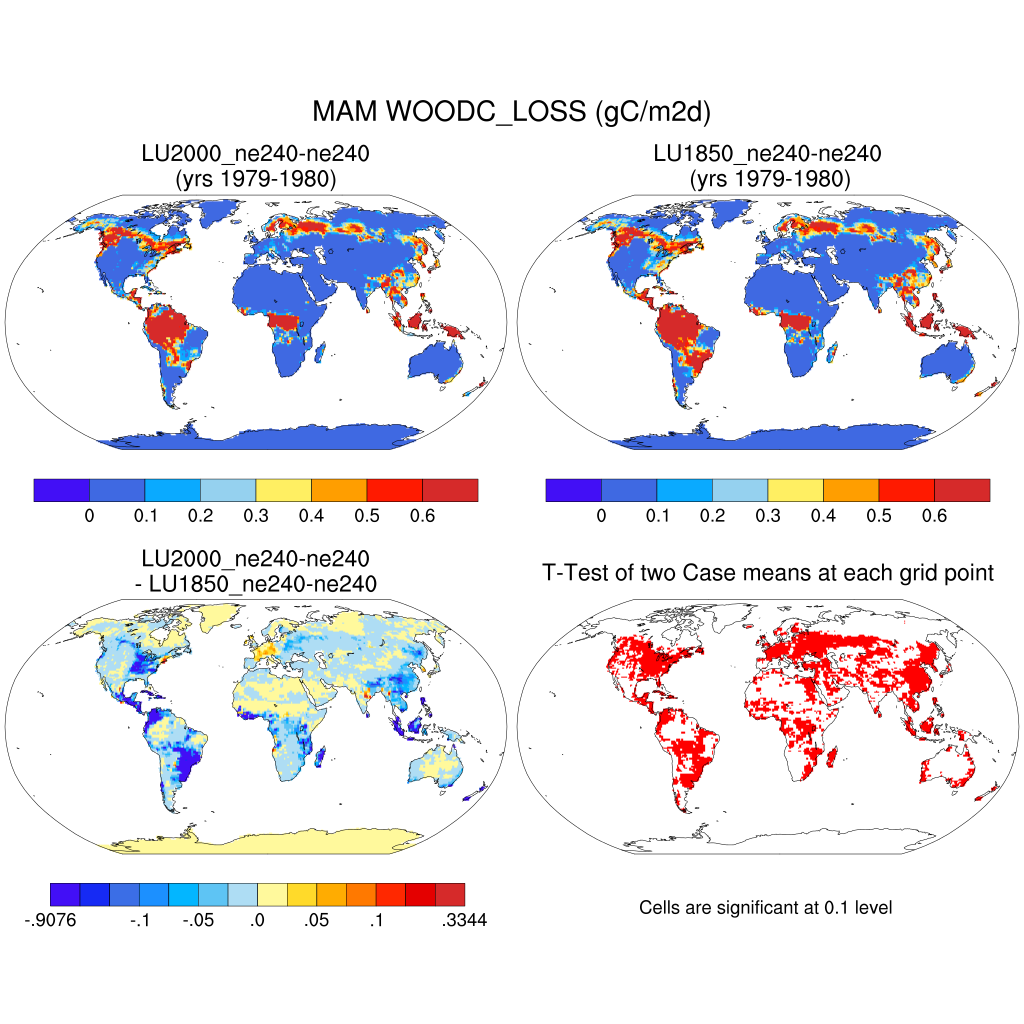 MAM WOODC_LOSS (gC/m2d)
LU2000_ne240-ne240
(yrs 1979-1980)
LU1850_ne240-ne240
(yrs 1979-1980)
0 0.1 0.2 0.3 0.4 0.5 0.6
0 0.1 0.2 0.3 0.4 0.5 0.6
LU2000_ne240-ne240
- LU1850_ne240-ne240
T-Test of two Case means at each grid point
-.9076 -.1 -.05 .0 .05 .1 .3344
Cells are significant at 0.1 level